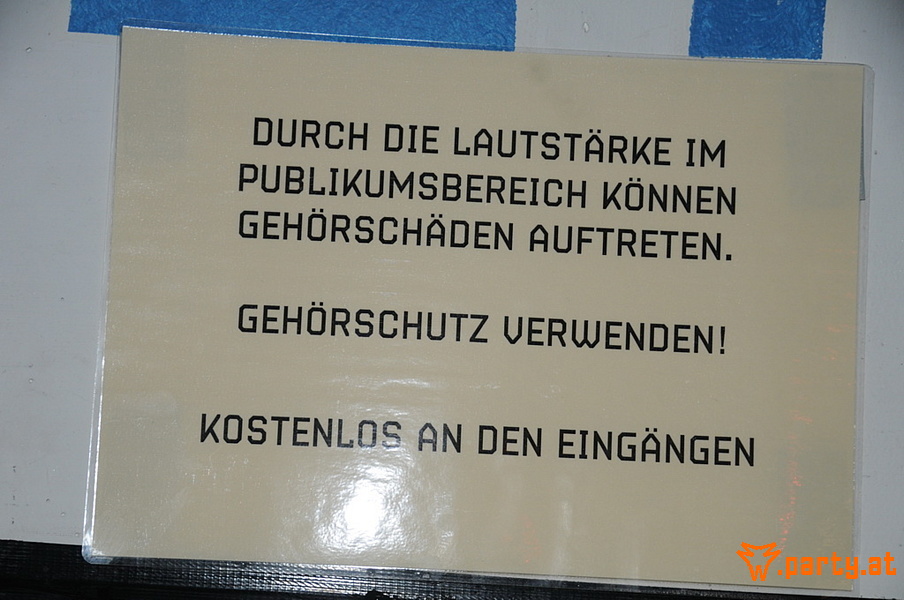 DURCH DIE LAUTSTÄRKE IM
PUBLIKUMSBEREICH KÖNNEN
GEHÖRSCHÄDEN AUFTRETEN.
GEHÖRSCHUTZ VERWENDEN!
KOSTENLOS AN DEN EINGÄNGEN
w.party.at